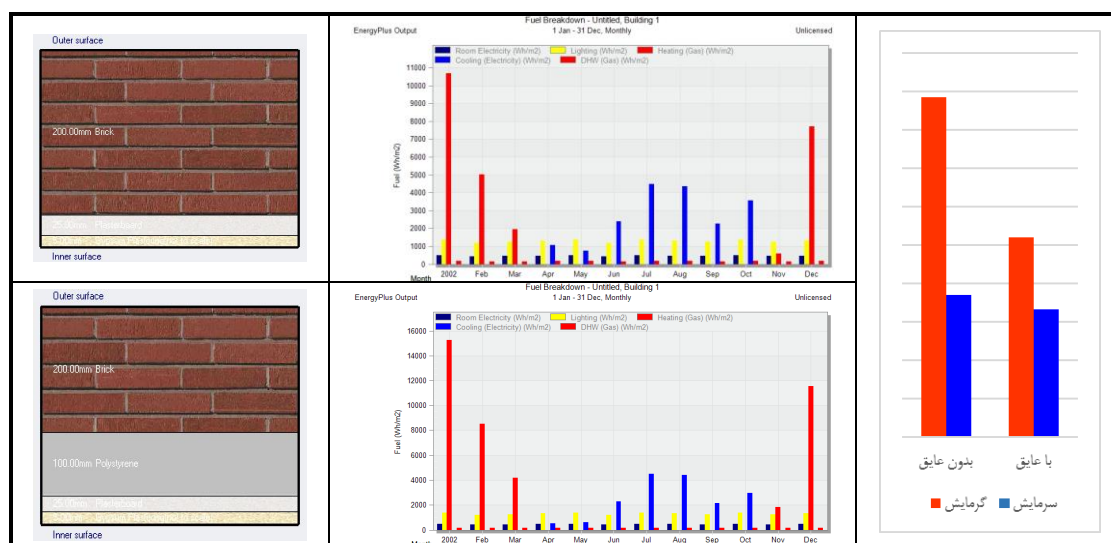 Outer surface
200.00mm Brick
Inner surface
Fuel Breakdown - Untitled, Building 1
EnergyPlus Output
1 Jan - 31 Dec, Monthly
Unlicensed
Room Electricity (Wh/m2) Lighting (Wh/m2) Heating (Gas) (Wh/m2)
Cooling (Electricity) (Wh/m2) DHW (Gas) (Wh/m2)
Fuel (Wh/m2)
11000
10000
9000
8000
7000
6000
5000
4000
3000
2000
1000
0
Month
2002 Feb Mar Apr May Jun Jul Aug Sep Oct Nov Dec
Outer surface
200.00mm Brick
100.00mm Polystyrene
Inner surface
Fuel Breakdown - Untitled, Building 1
EnergyPlus Output
1 Jan - 31 Dec, Monthly
Unlicensed
Room Electricity (Wh/m2) Lighting (Wh/m2) Heating (Gas) (Wh/m2)
Cooling (Electricity) (Wh/m2) DHW (Gas) (Wh/m2)
Fuel (Wh/m2)
16000
14000
12000
10000
8000
6000
4000
2000
0
Month
2002 Feb Mar Apr May Jun Jul Aug Sep Oct Nov Dec
بدون عایق
با عایق
گرمایش
سرمایش